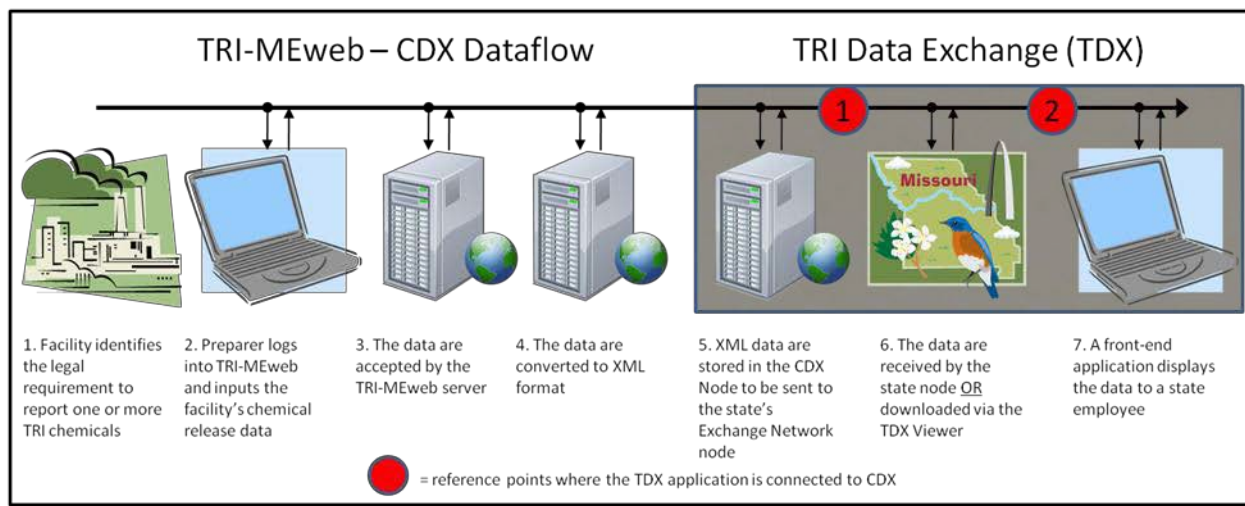 TRI-MEweb – CDX Dataflow
TRI Data Exchange (TDX)
1
2
Missouri
1. Facility identifies
the legal
requirement to
report one or more
TRI chemicals
2. Preparer logs
into TRI-MEweb
and inputs the
facility's chemical
release data
3. The data are
accepted by the
TRI-MEweb server
4. The data are
converted to XML
format
5. XML data are
stored in the CDX
Node to be sent to
the state's
Exchange Network
node
6. The data are
received by the
state node OR
downloaded via the
TDX Viewer
7. A front-end
application displays
the data to a state
employee
= reference points where the TDX application is connected to CDX